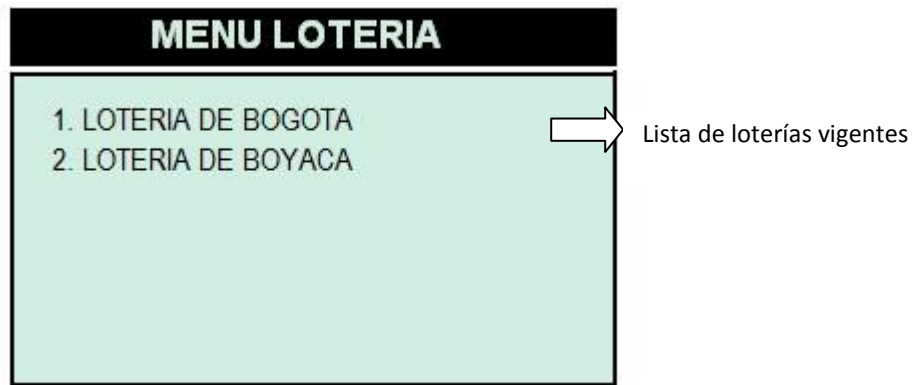 MENU LOTERIA
1. LOTERIA DE BOGOTA
2. LOTERIA DE BOYACA
Lista de loterías vigentes